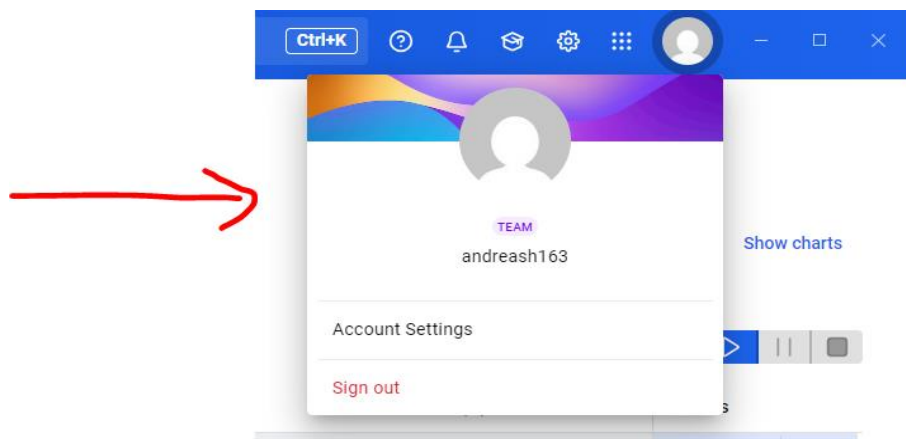 Ctrl+K
TEAM
andreash163
Show charts
Account Settings
Sign out
s